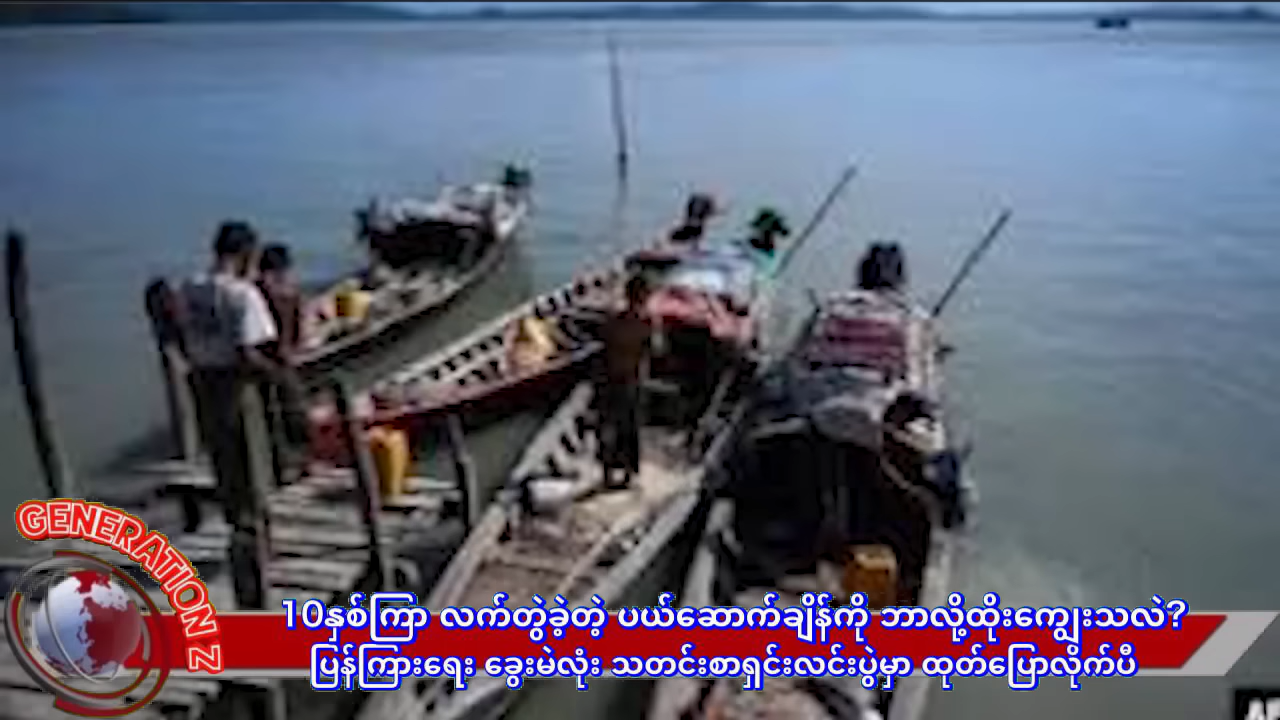 GENERATION Z
10နှစ်ကြာ လက်တွဲခဲ့တဲ့ ပယ်ဆောက်ချိန်ကို ဘာလို့ထိုးကျွေးသလဲ?
ပြန်ကြားရေး ခွေးမဲလုံး သတင်းစာရှင်းလင်းပွဲမှာ ထုတ်ပြောလိုက်ပီ